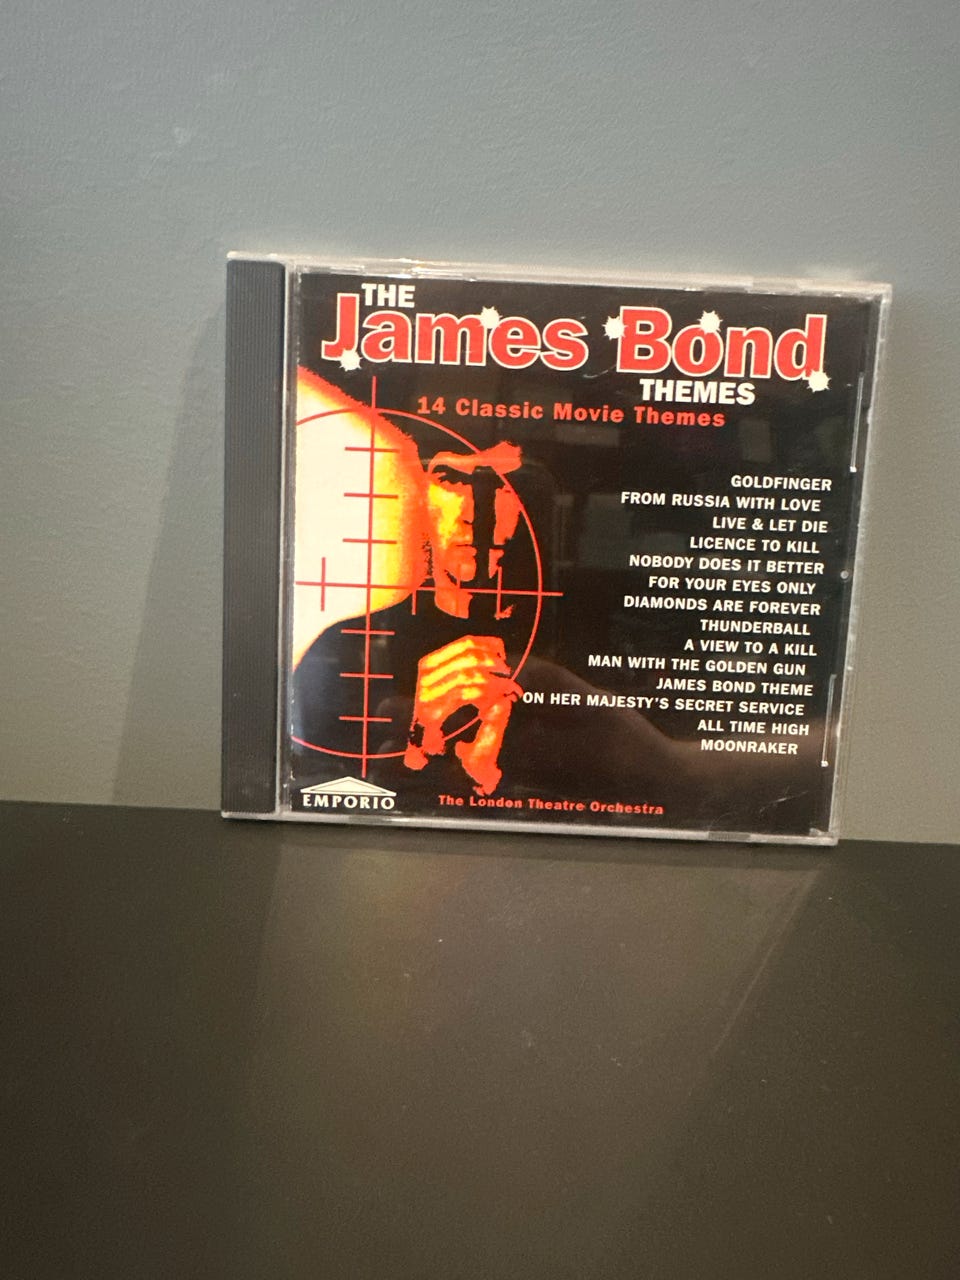 THE
James Bond
THEMES
14 Classic Movie Themes
GOLDFINGER
FROM RUSSIA WITH LOVE
LIVE & LET DIE
LICENCE TO KILL
NOBODY DOES IT BETTER
FOR YOUR EYES ONLY
DIAMONDS ARE FOREVER
THUNDERBALL
A VIEW TO A KILL
MAN WITH THE GOLDEN GUN
JAMES BOND THEME
ON HER MAJESTY'S SECRET SERVICE
ALL TIME HIGH
MOONRAKER
EMPORIO
The London Theatre Orchestra